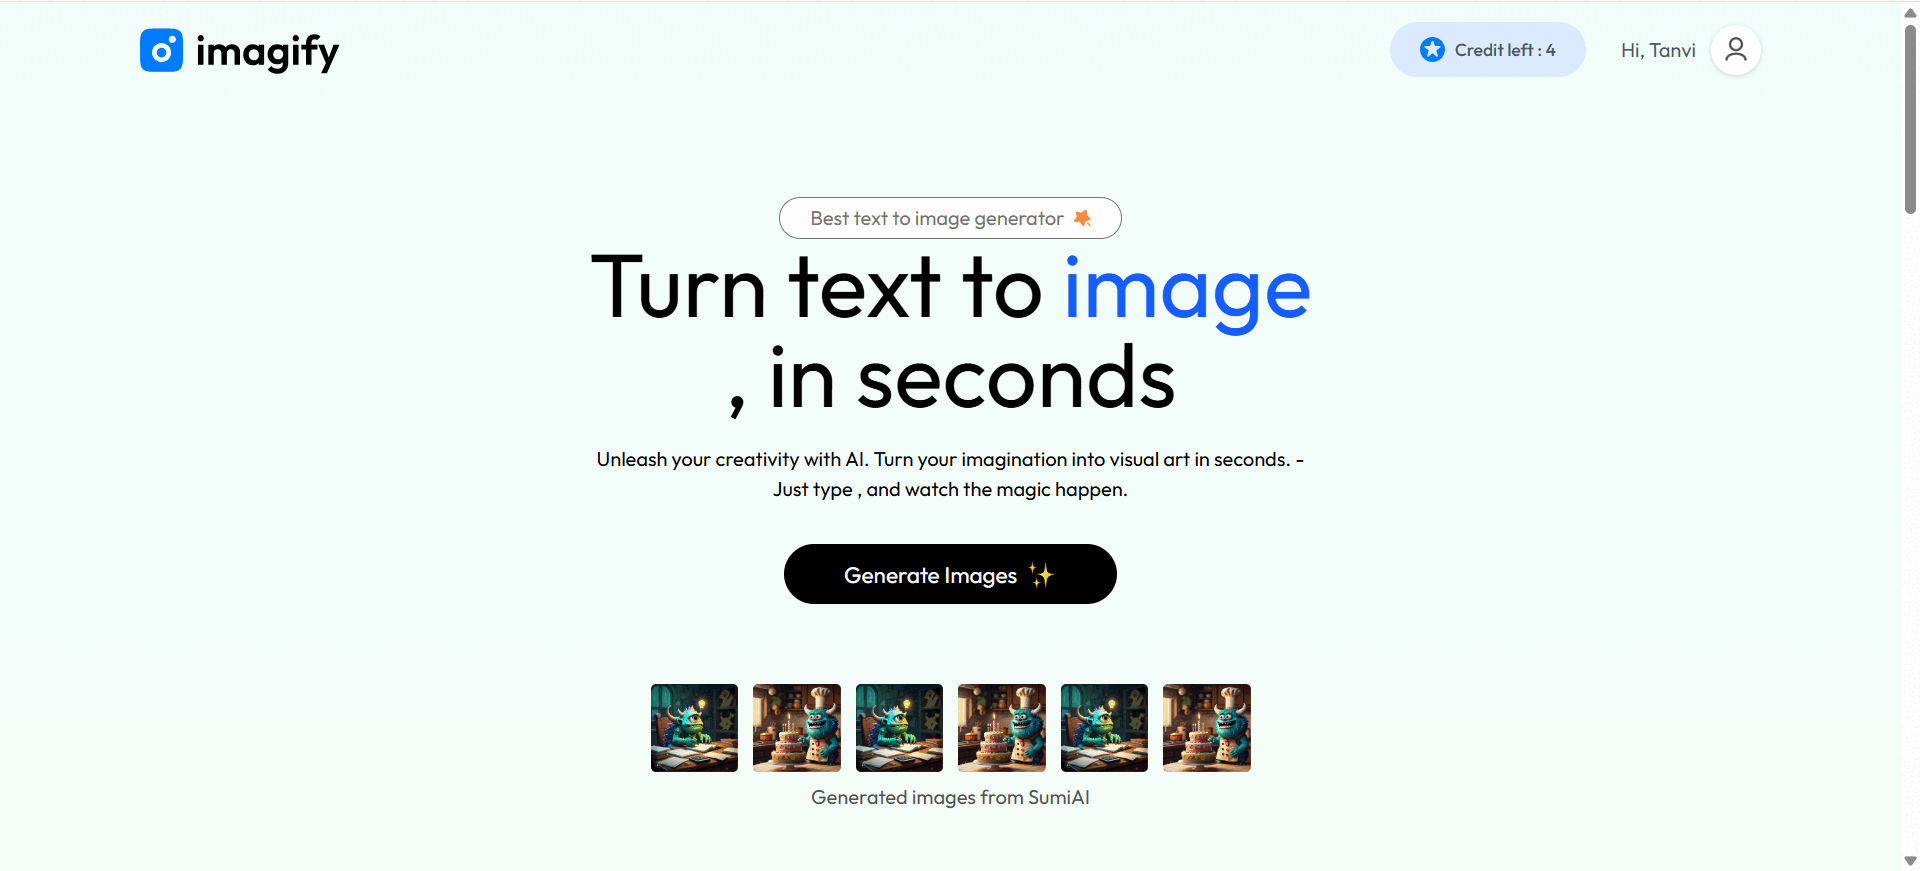 imagify
Credit left : 4
Hi, Tanvi
Best text to image generator
Turn text to image
, in seconds
Unleash your creativity with AI. Turn your imagination into visual art in seconds. -
Just type , and watch the magic happen.
Generate Images
Generated images from SumiAI